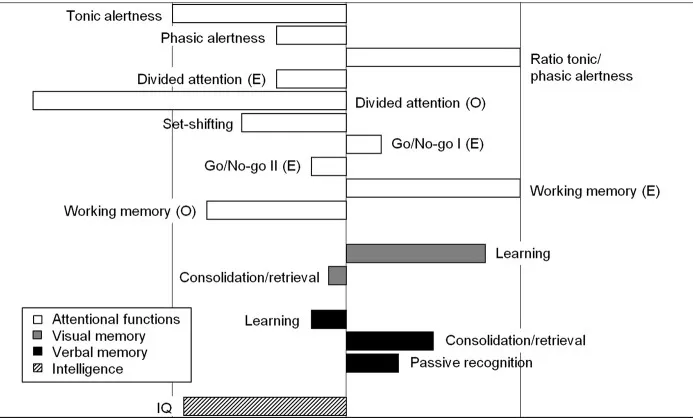 Tonic alertness
Phasic alertness
Ratio tonic/
phasic alertness
Divided attention (E)
Divided attention (O)
Set-shifting
Go/No-go I (E)
Go/No-go II (E)
Working memory (E)
Working memory (O)
Learning
Consolidation/retrieval
Learning
Consolidation/retrieval
Passive recognition
IQ
Attentional functions
Visual memory
Verbal memory
Intelligence